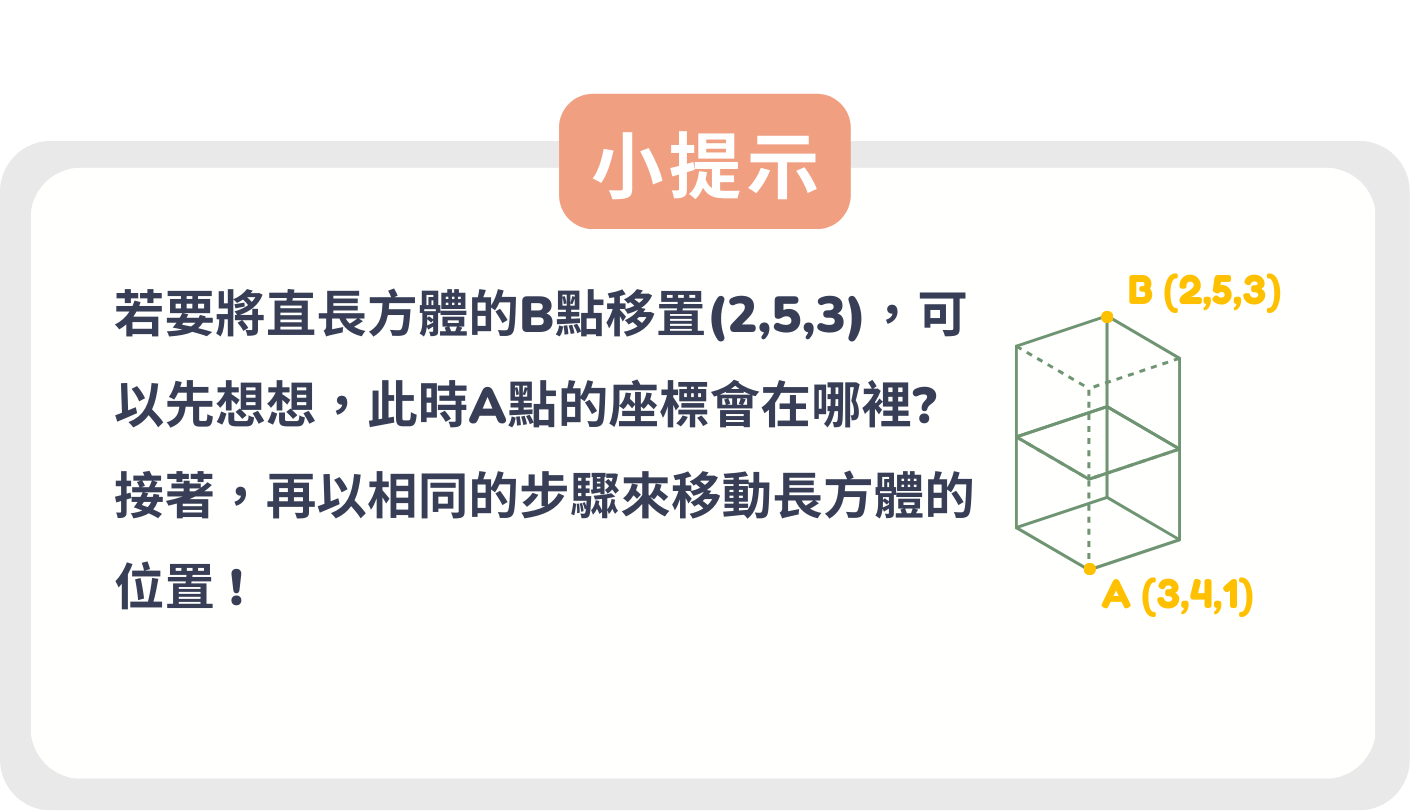 小提示
若要將直長方體的B點移置(2,5,3)，可
以先想想，此時A點的座標會在哪裡?
接著，再以相同的步驟來移動長方體的
位置！
B (2,5,3)
A (3,4,1)